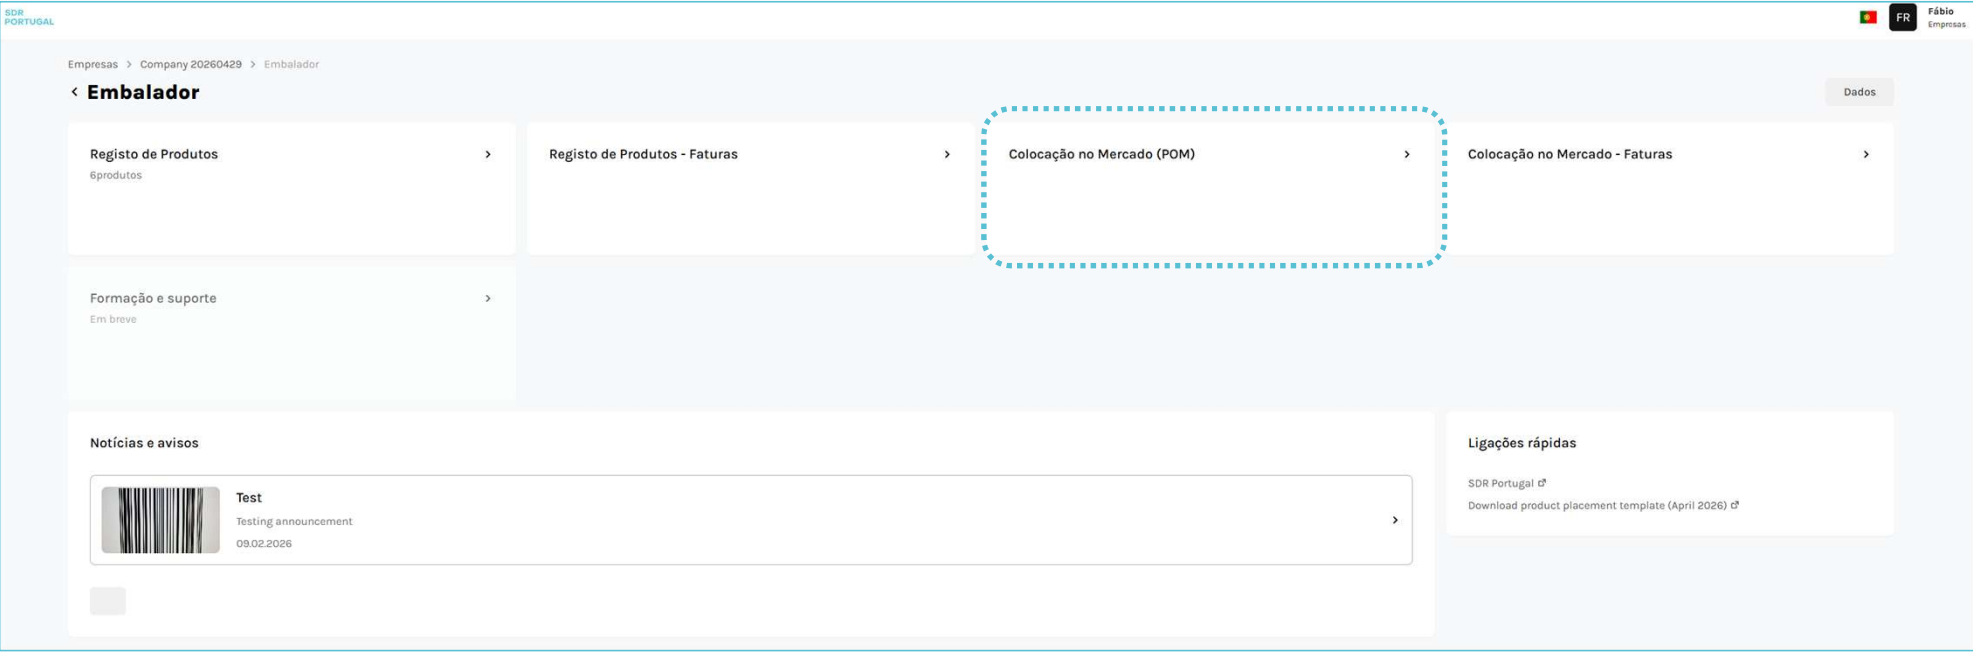 SDR
PORTUGAL
FR
Fábio
Empresas
Empresas > Company 20260429 > Embalador
< Embalador
Dados
Registo de Produtos
6produtos
Registo de Produtos - Faturas
Colocação no Mercado (POM)
Colocação no Mercado - Faturas
Formação e suporte
Em breve
Notícias e avisos
Test
Testing announcement
09.02.2026
Ligações rápidas
SDR Portugal
Download product placement template (April 2026)